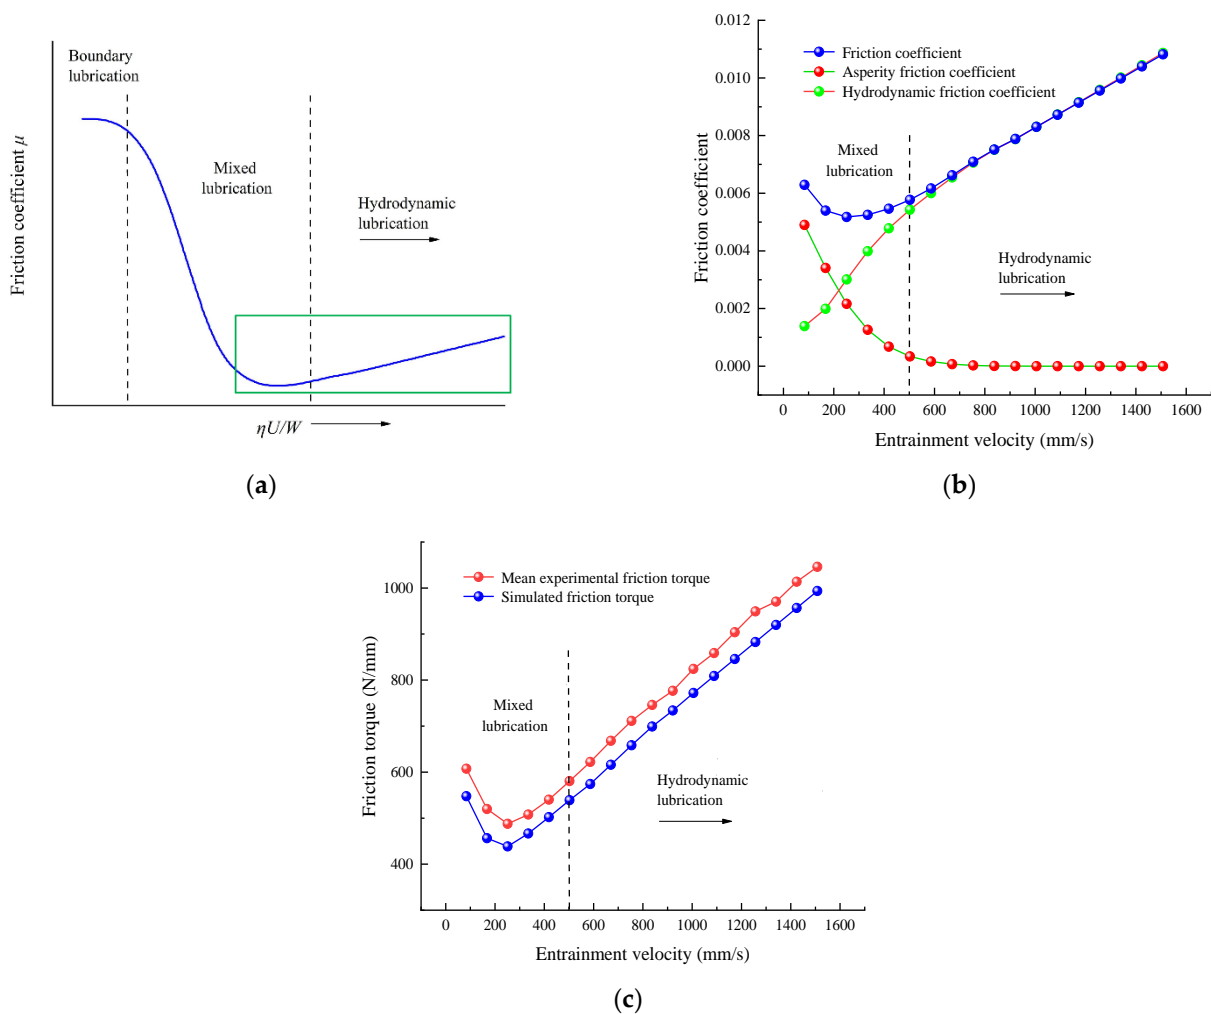 Boundary
lubrication
Mixed
lubrication
Hydrodynamic
lubrication
Friction coefficient μ
ηU/W
(a)
0.012
0.010
0.008
0.006
0.004
0.002
0.000
Friction coefficient
Friction coefficient
Asperity friction coefficient
Hydrodynamic friction coefficient
Mixed
lubrication
Hydrodynamic
lubrication
0 200 400 600 800 1000 1200 1400 1600
Entrainment velocity (mm/s)
(b)
1000
800
600
400
Friction torque (N/mm)
Mean experimental friction torque
Simulated friction torque
Mixed
lubrication
Hydrodynamic
lubrication
0 200 400 600 800 1000 1200 1400 1600
Entrainment velocity (mm/s)
(c)